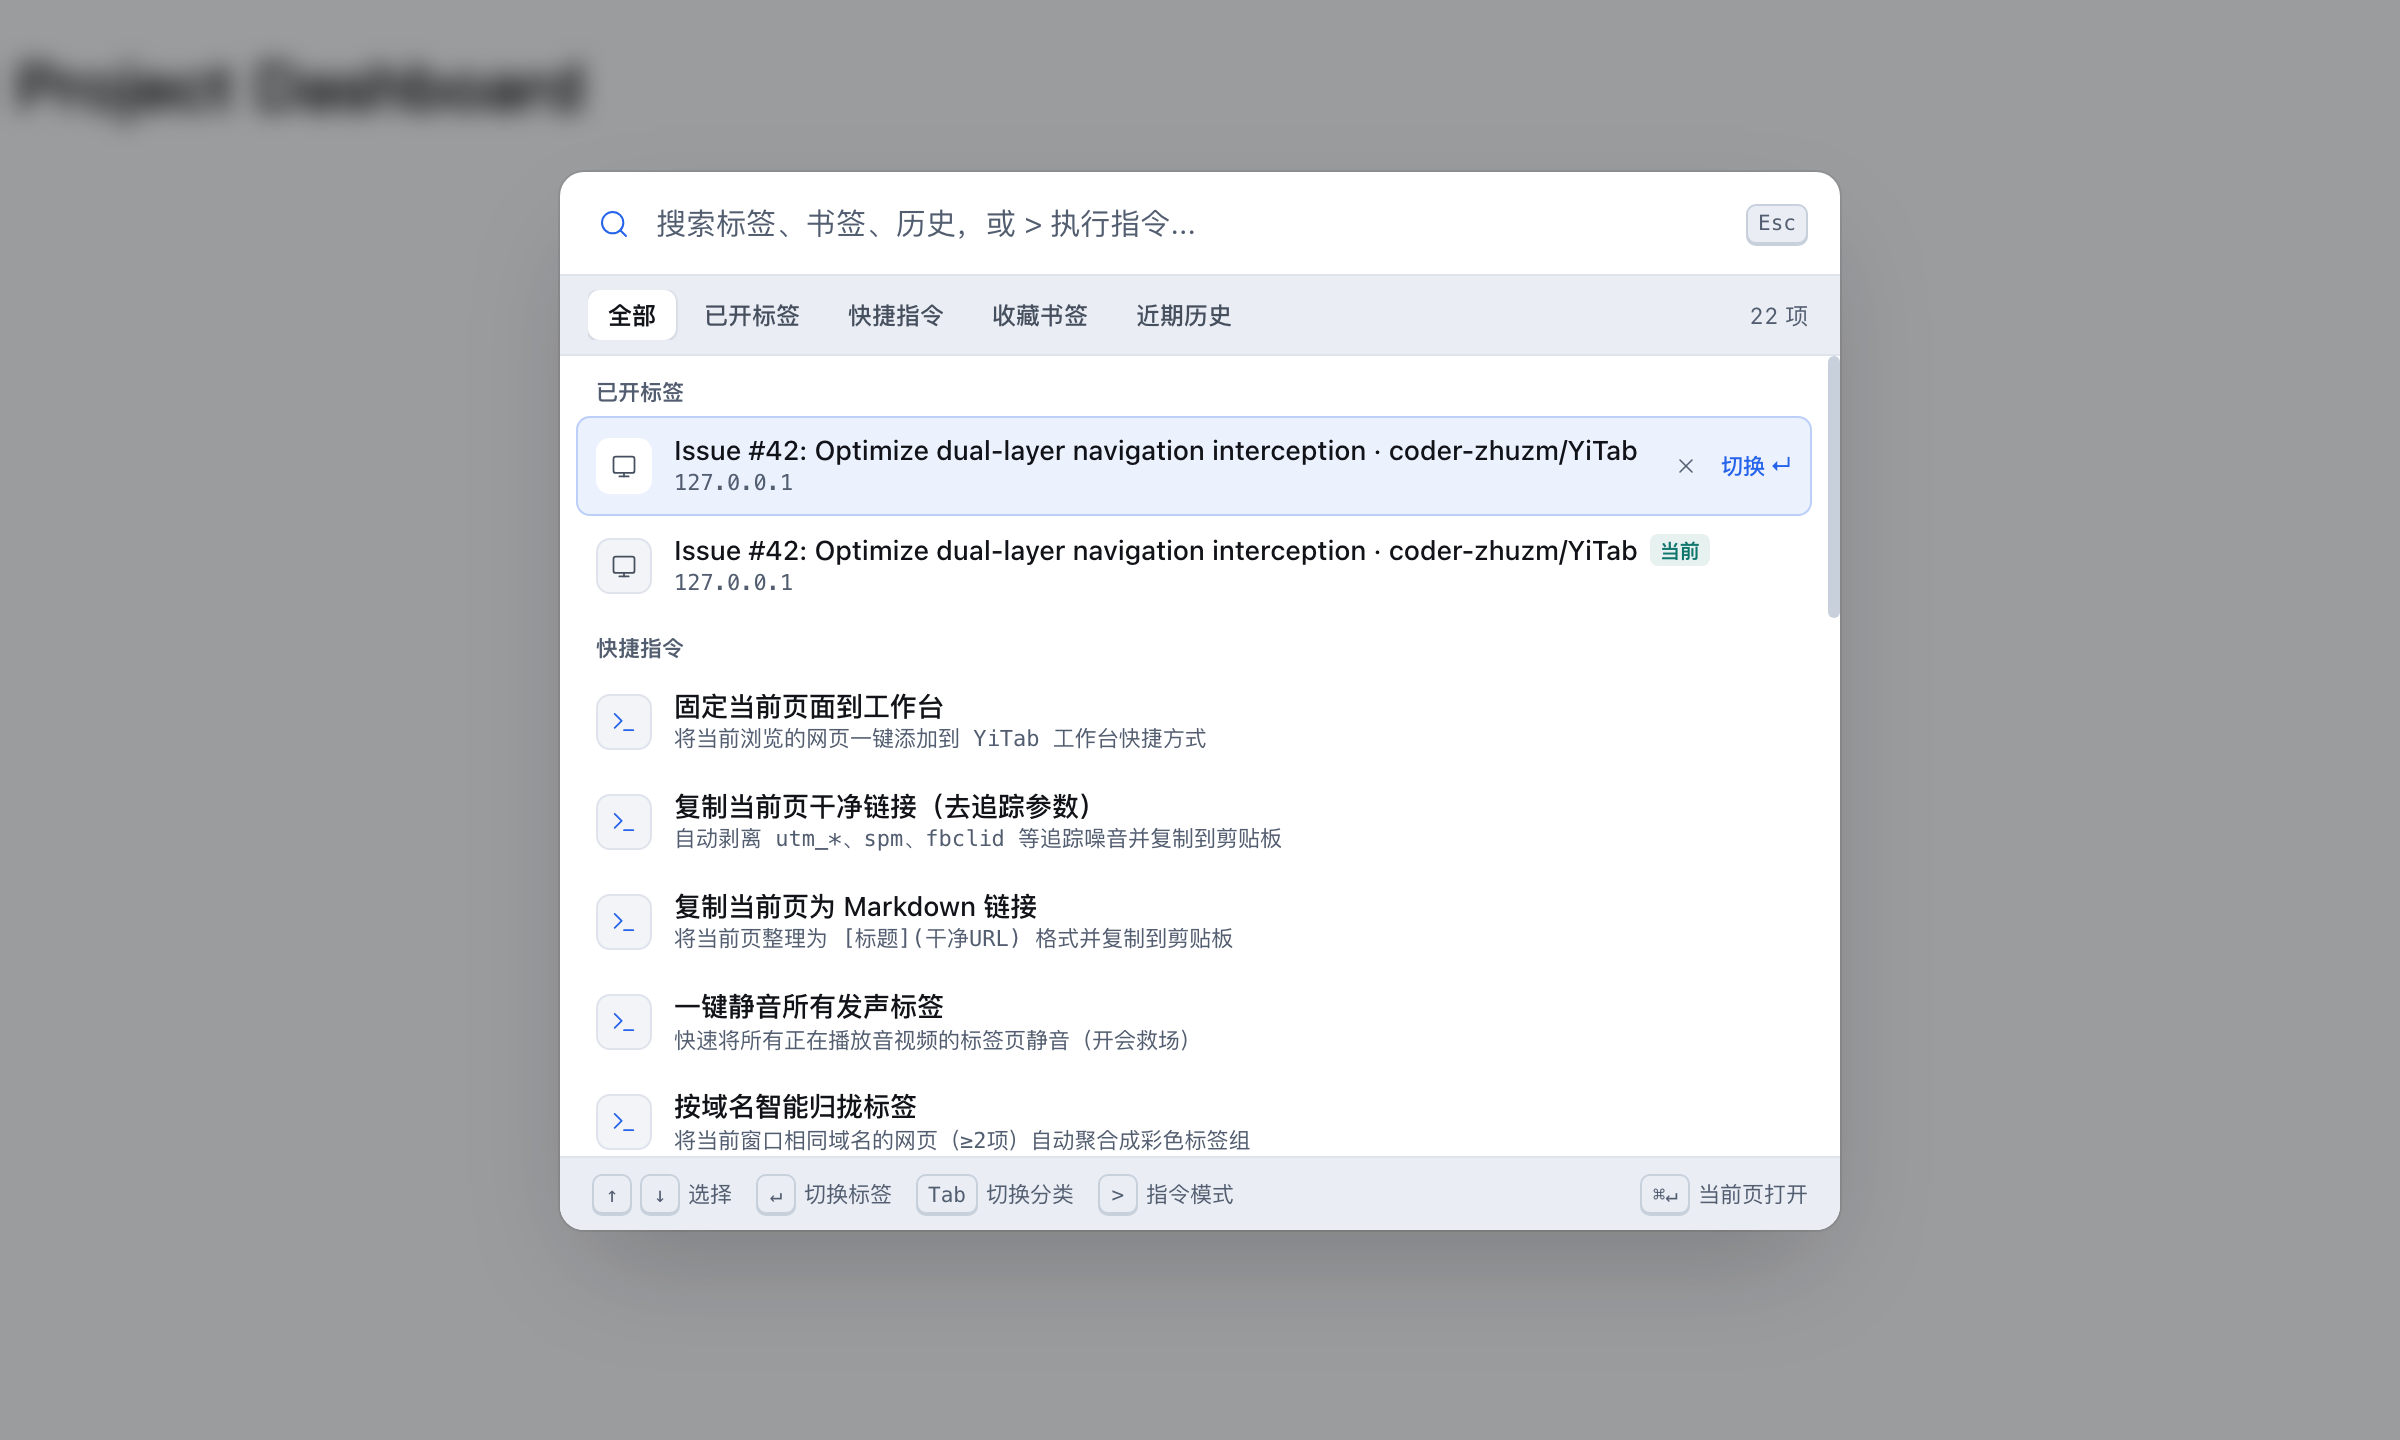 Project Dashboard
搜索标签、书签、历史，或 > 执行指令...
Esc
全部 已开标签 快捷指令 收藏书签 近期历史 22 项
已开标签
Issue #42: Optimize dual-layer navigation interception · coder-zhuzm/YiTab
127.0.0.1
切换 ↵
Issue #42: Optimize dual-layer navigation interception · coder-zhuzm/YiTab 当前
127.0.0.1
快捷指令
固定当前页面到工作台
将当前浏览的网页一键添加到 YiTab 工作台快捷方式
复制当前页干净链接（去追踪参数）
自动剥离 utm_*、spm、fbclid 等追踪噪音并复制到剪贴板
复制当前页为 Markdown 链接
将当前页整理为 [标题](干净URL) 格式并复制到剪贴板
一键静音所有发声标签
快速将所有正在播放音视频的标签页静音（开会救场）
按域名智能归拢标签
将当前窗口相同域名的网页（≥2项）自动聚合成彩色标签组
↑ ↓ 选择 ↵ 切换标签 Tab 切换分类 > 指令模式 ⌘↵ 当前页打开